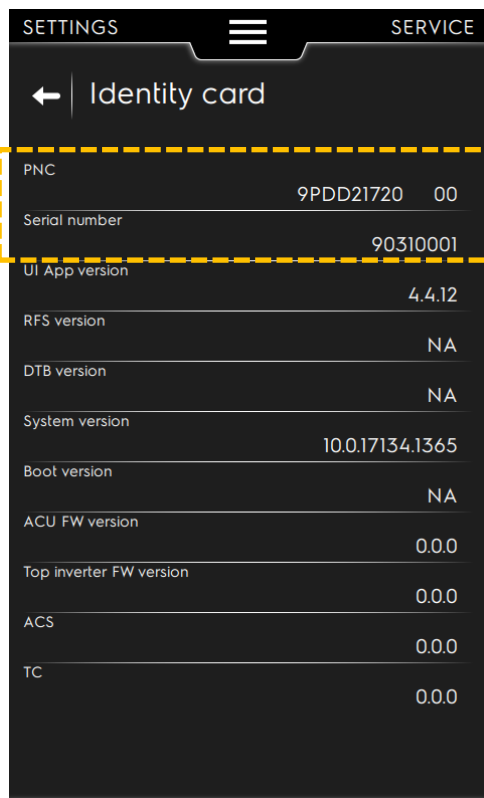 SETTINGS SERVICE
Identity card
PNC
9PDD21720 00
Serial number
90310001
UI App version
4.4.12
RFS version
NA
DTB version
NA
System version
10.0.17134.1365
Boot version
NA
ACU FW version
0.0.0
Top inverter FW version
0.0.0
ACS
0.0.0
TC
0.0.0